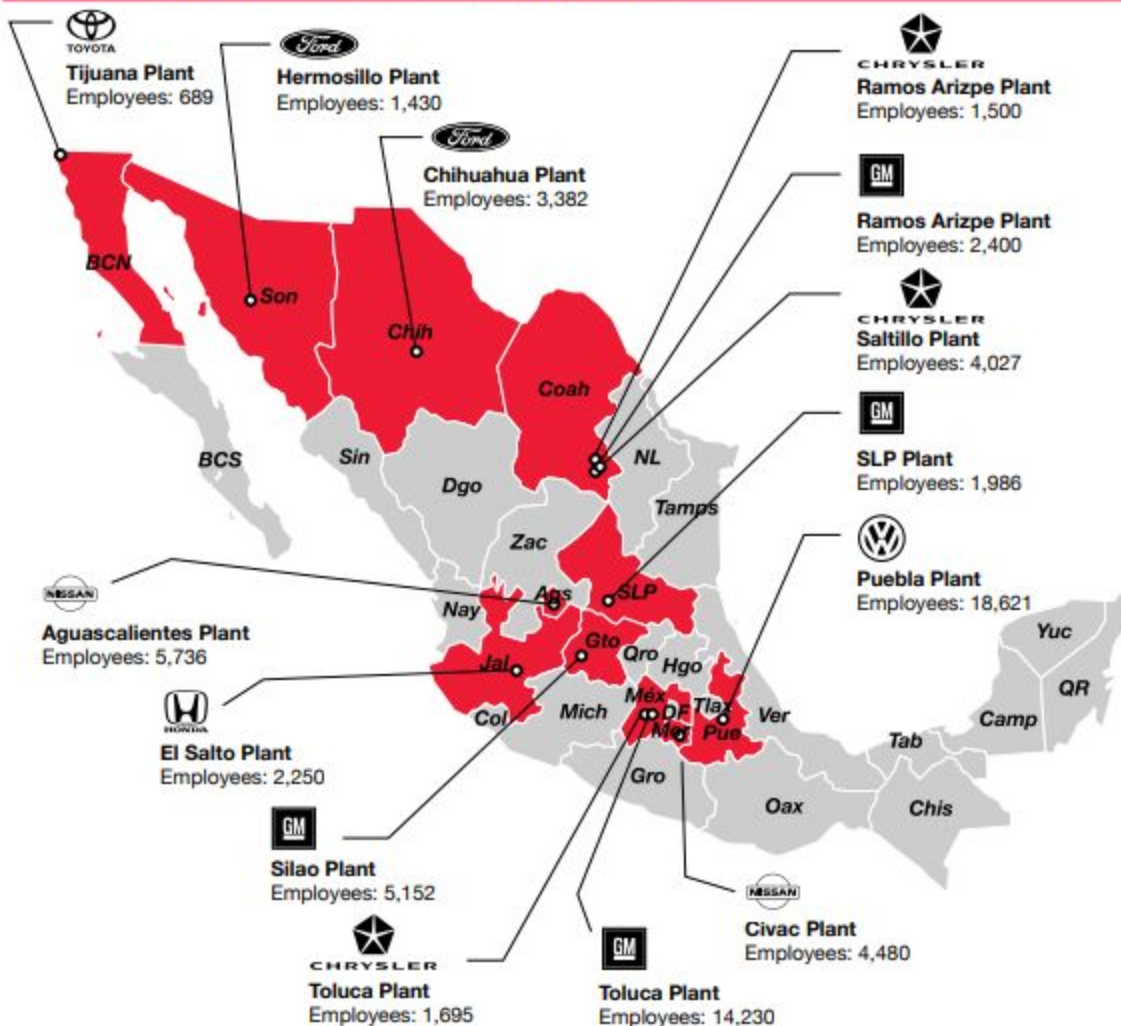 TOYOTA
Tijuana Plant
Employees: 689
Ford
Hermosillo Plant
Employees: 1,430
Ford
Chihuahua Plant
Employees: 3,382
CHRYSLER
Ramos Arizpe Plant
Employees: 1,500
GM
Ramos Arizpe Plant
Employees: 2,400
CHRYSLER
Saltillo Plant
Employees: 4,027
GM
SLP Plant
Employees: 1,986
Puebla Plant
Employees: 18,621
BCN
Son
Chih
Coah
BCS
Sin
Dgo
NL
Tamps
Zac
Nay
Ags
SLP
Jal
Gto
Qro
Hgo
Col
Mich
Méx
DF
Tlax
Mor
Pue
Ver
Gro
Oax
Tab
Chis
Camp
Yuc
QR
NISSAN
Aguascalientes Plant
Employees: 5,736
HONDA
El Salto Plant
Employees: 2,250
GM
Silao Plant
Employees: 5,152
CHRYSLER
Toluca Plant
Employees: 1,695
GM
Toluca Plant
Employees: 14,230
NISSAN
Civac Plant
Employees: 4,480